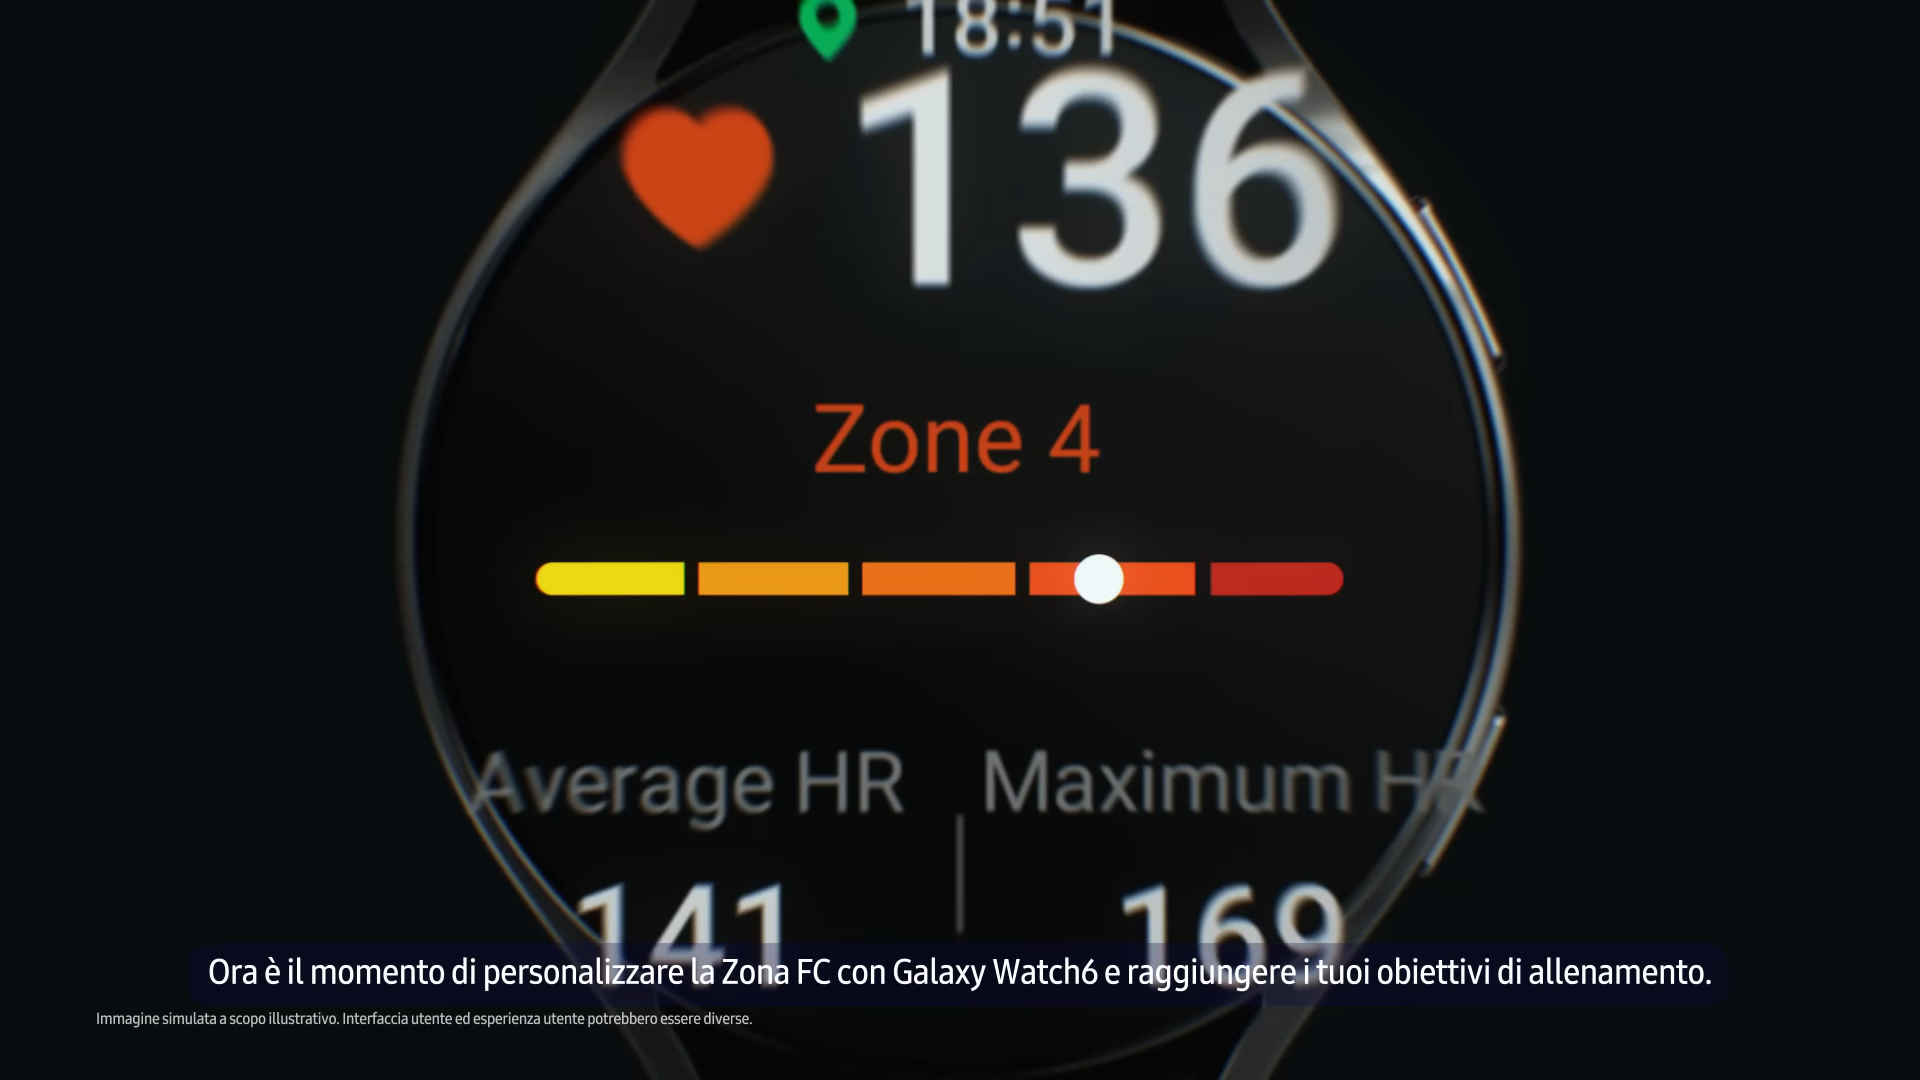 18:51
136
Zone 4
Average HR Maximum HR
141 169
Ora è il momento di personalizzare la Zona FC con Galaxy Watch6 e raggiungere i tuoi obiettivi di allenamento.
Immagine simulata a scopo illustrativo. Interfaccia utente ed esperienza utente potrebbero essere diverse.